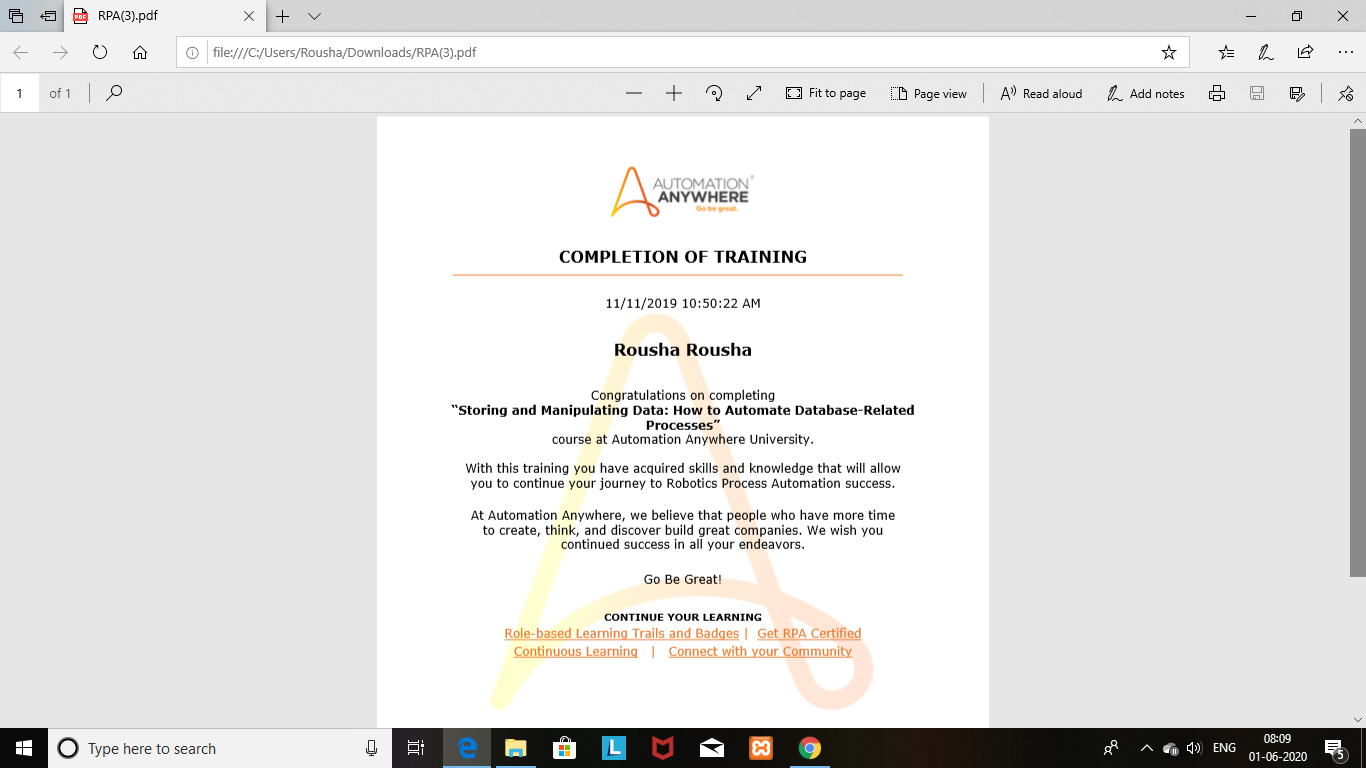 RPA(3).pdf
file:///C:/Users/Rousha/Downloads/RPA(3).pdf
1 of 1 Fit to page Page view Read aloud Add notes
AUTOMATION®
ANYWHERE
Go be great.
COMPLETION OF TRAINING
11/11/2019 10:50:22 AM
Rousha Rousha
Congratulations on completing
“Storing and Manipulating Data: How to Automate Database-Related
Processes”
course at Automation Anywhere University.
With this training you have acquired skills and knowledge that will allow
you to continue your journey to Robotics Process Automation success.
At Automation Anywhere, we believe that people who have more time
to create, think, and discover build great companies. We wish you
continued success in all your endeavors.
Go Be Great!
CONTINUE YOUR LEARNING
Role-based Learning Trails and Badges | Get RPA Certified
Continuous Learning | Connect with your Community
Type here to search
L
ENG
08:09
01-06-2020
5